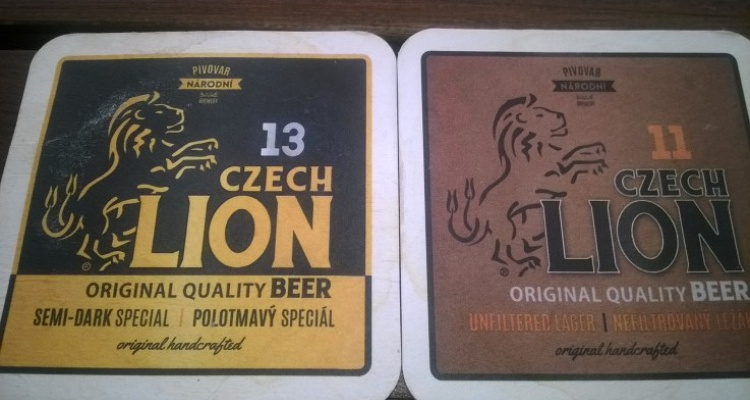 PIVOVAR
NÁRODNÍ
13
CZECH
LION
®
ORIGINAL QUALITY BEER
SEMI-DARK SPECIAL | POLOTMAVÝ SPECIÁL
original handcrafted
PIVOVAR
NÁRODNÍ
11
CZECH
LION
®
ORIGINAL QUALITY BEER
UNFILTERED LAGER | NEFILTROVANÝ
original handcrafted